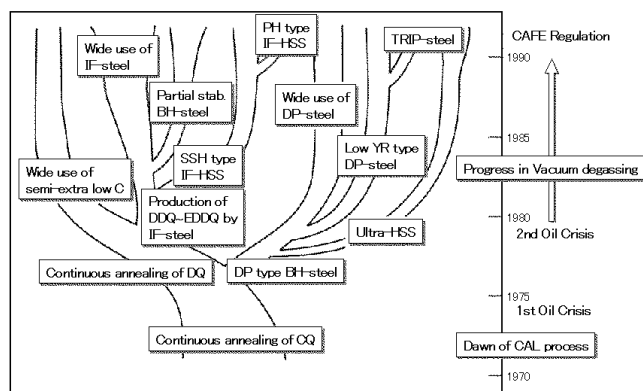 PH type
IF-HSS
TRIP-steel
CAFE Regulation
Wide use of
IF-steel
1990
Partial stab.
BH-steel
Wide use of
DP-steel
1985
Low YR type
DP-steel
SSH type
IF-HSS
Wide use of
semi-extra low C
Progress in Vacuum degassing
Production of
DDQ~EDDQ by
IF-steel
1980
Ultra-HSS
2nd Oil Crisis
Continuous annealing of DQ
DP type BH-steel
1975
1st Oil Crisis
Continuous annealing of CQ
Dawn of CAL process
1970